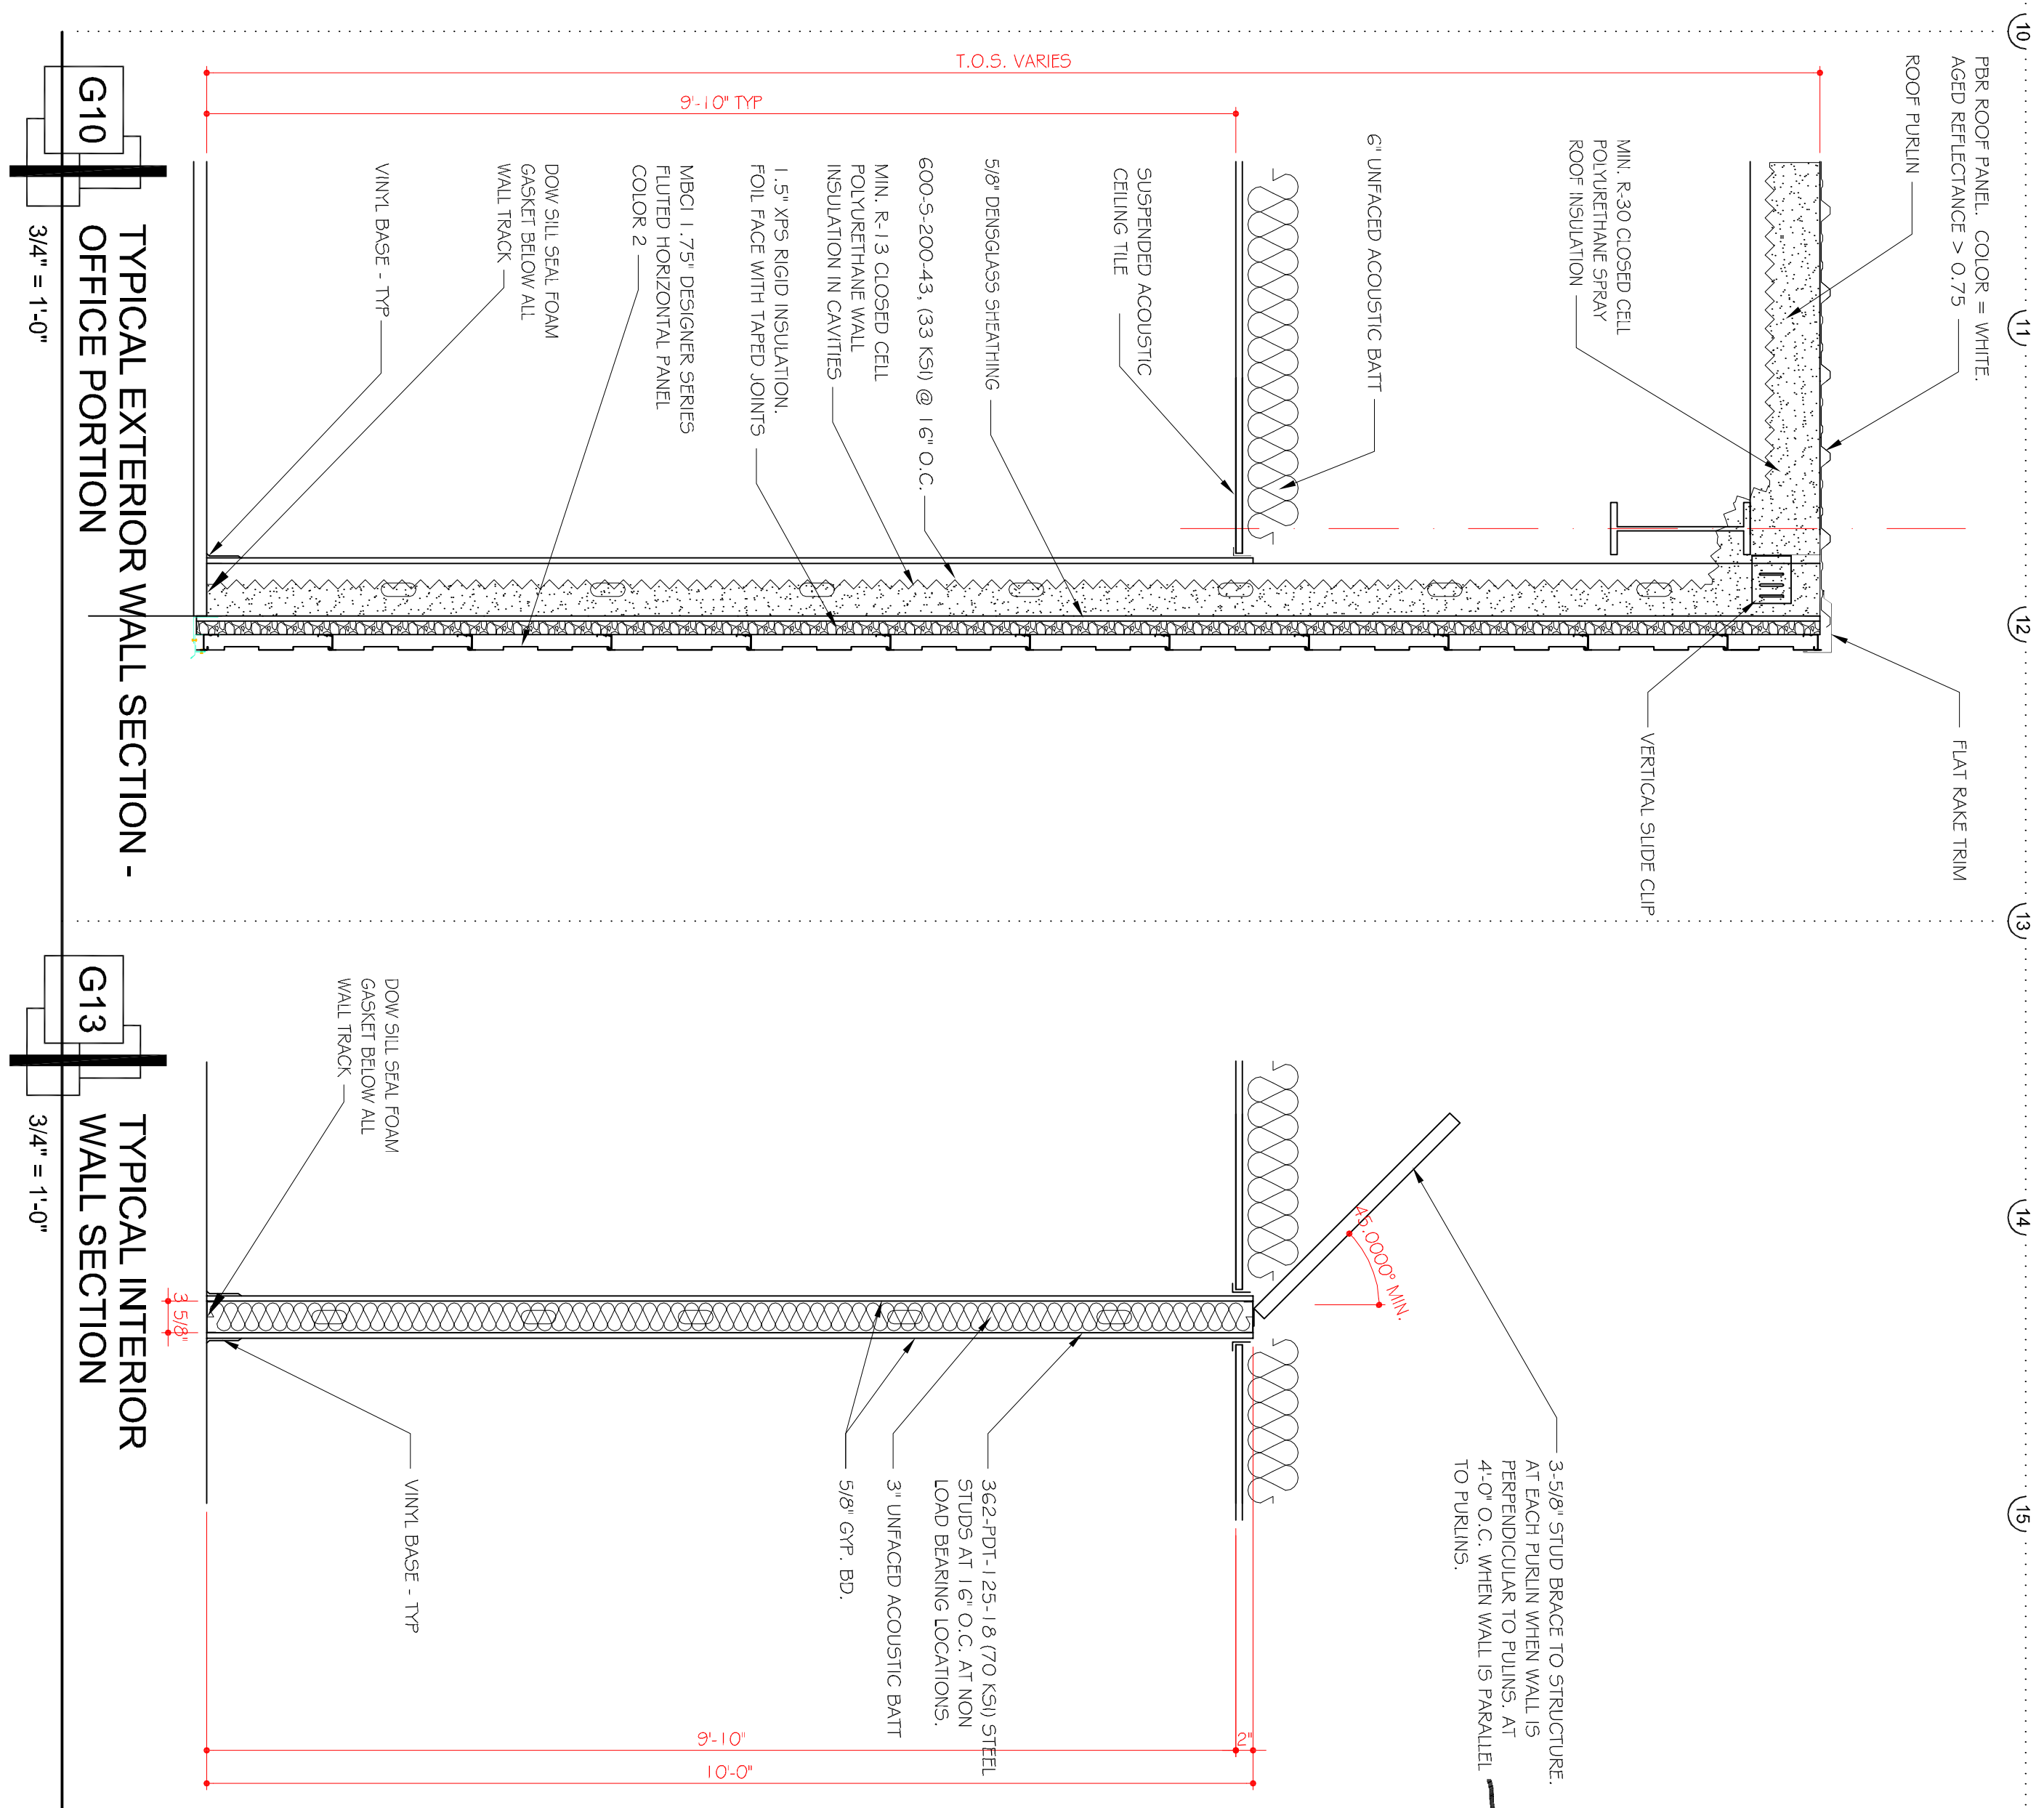 10
11
12
13
14
15
PBR ROOF PANEL. COLOR = WHITE.
AGED REFLECTANCE > 0.75
ROOF PURLIN
MIN. R-30 CLOSED CELL
POLYURETHANE SPRAY
ROOF INSULATION
FLAT RAKE TRIM
VERTICAL SLIDE CLIP
6" UNFACED ACOUSTIC BATT
SUSPENDED ACOUSTIC
CEILING TILE
5/8" DENSGLASS SHEATHING
600-S-200-43, (33 KSI) @ 16" O.C.
MIN. R-13 CLOSED CELL
POLYURETHANE WALL
INSULATION IN CAVITIES
1.5" XPS RIGID INSULATION.
FOIL FACE WITH TAPED JOINTS
MBCI 1.75" DESIGNER SERIES
FLUTED HORIZONTAL PANEL
COLOR 2
DOW SILL SEAL FOAM
GASKET BELOW ALL
WALL TRACK
VINYL BASE - TYP
T.O.S. VARIES
9'-10" TYP
G10
TYPICAL EXTERIOR WALL SECTION -
OFFICE PORTION
3/4" = 1'-0"
3-5/8" STUD BRACE TO STRUCTURE.
AT EACH PURLIN WHEN WALL IS
PERPENDICULAR TO PULINS. AT
4'-0" O.C. WHEN WALL IS PARALLEL
TO PURLINS.
45.0000° MIN.
362-PDT-125-18 (70 KSI) STEEL
STUDS AT 16" O.C. AT NON
LOAD BEARING LOCATIONS.
3" UNFACED ACOUSTIC BATT
5/8" GYP. BD.
VINYL BASE - TYP
DOW SILL SEAL FOAM
GASKET BELOW ALL
WALL TRACK
3 5/8"
2"
9'-10"
10'-0"
G13
TYPICAL INTERIOR
WALL SECTION
3/4" = 1'-0"